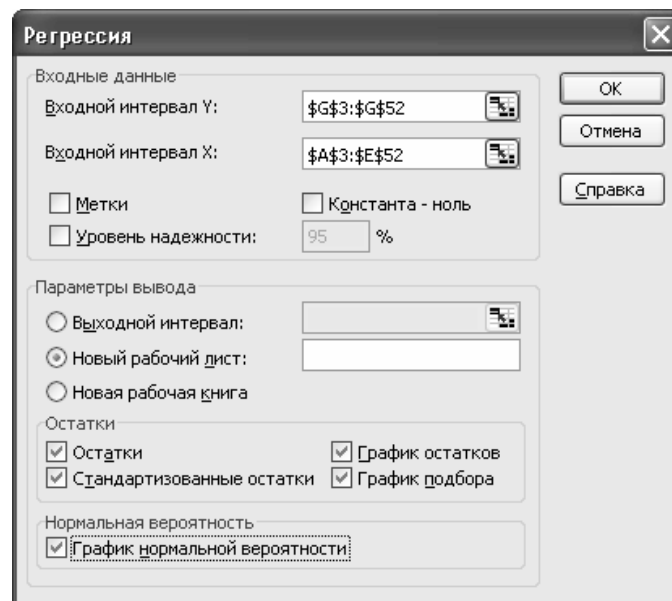 Регрессия
Входные данные
Входной интервал Y: $G$3:$G$52
Входной интервал X: $A$3:$E$52
Метки Константа - ноль
Уровень надежности: 95 %
OK
Отмена
Справка
Параметры вывода
Выходной интервал:
Новый рабочий лист:
Новая рабочая книга
Остатки
Остатки График остатков
Стандартизованные остатки График подбора
Нормальная вероятность
График нормальной вероятности